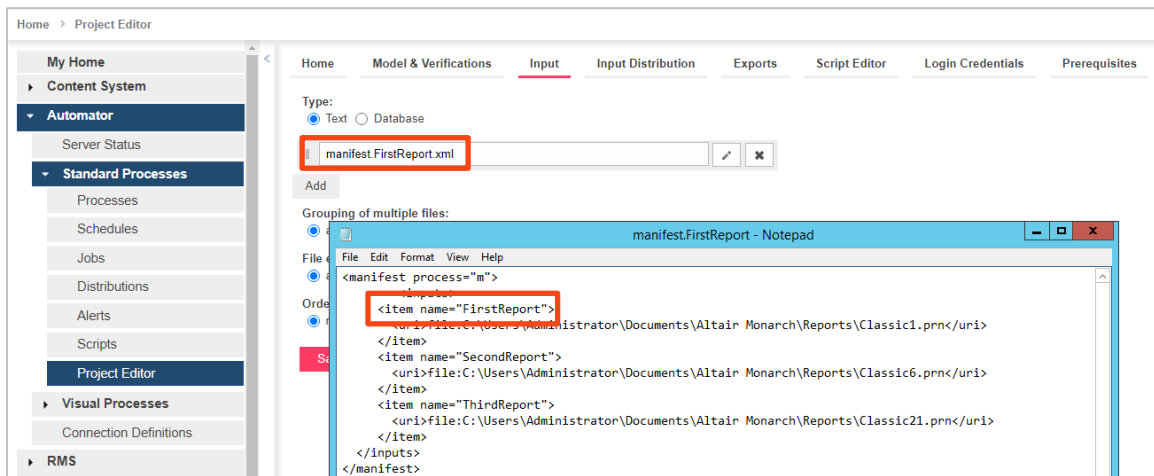 Home > Project Editor
My Home
Content System
Automator
Server Status
Standard Processes
Processes
Schedules
Jobs
Distributions
Alerts
Scripts
Project Editor
Visual Processes
Connection Definitions
RMS
Home Model & Verifications Input Input Distribution Exports Script Editor Login Credentials Prerequisites
Type:
Text Database
manifest.FirstReport.xml
Add
Grouping of multiple files:
manifest.FirstReport - Notepad
File Edit Format View Help
<manifest process="m">
<item name="FirstReport">
<uri>file:C:\Users\Administrator\Documents\Altair Monarch\Reports\Classic1.prn</uri>
</item>
<item name="SecondReport">
<uri>file:C:\Users\Administrator\Documents\Altair Monarch\Reports\Classic6.prn</uri>
</item>
<item name="ThirdReport">
<uri>file:C:\Users\Administrator\Documents\Altair Monarch\Reports\Classic21.prn</uri>
</item>
</inputs>
</manifest>